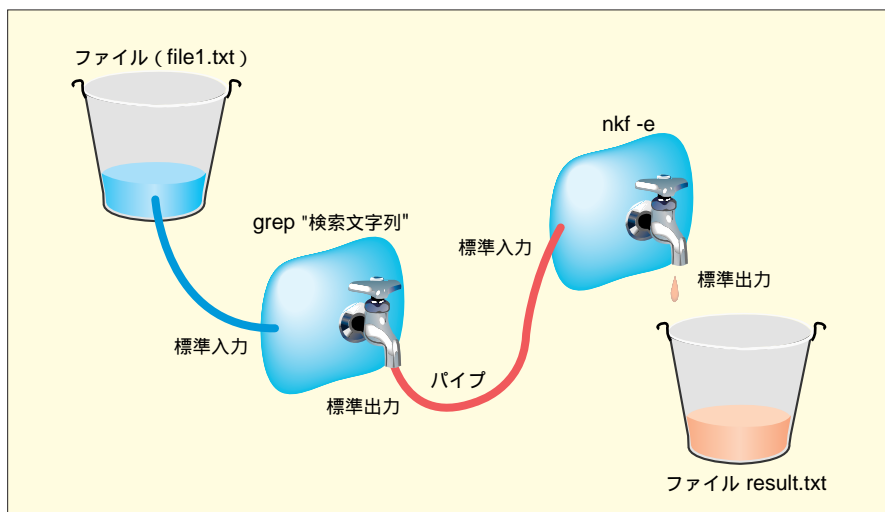 ファイル（file1.txt）
nkf -e
grep "検索文字列"
標準入力
標準出力
標準入力
パイプ
標準出力
ファイル result.txt